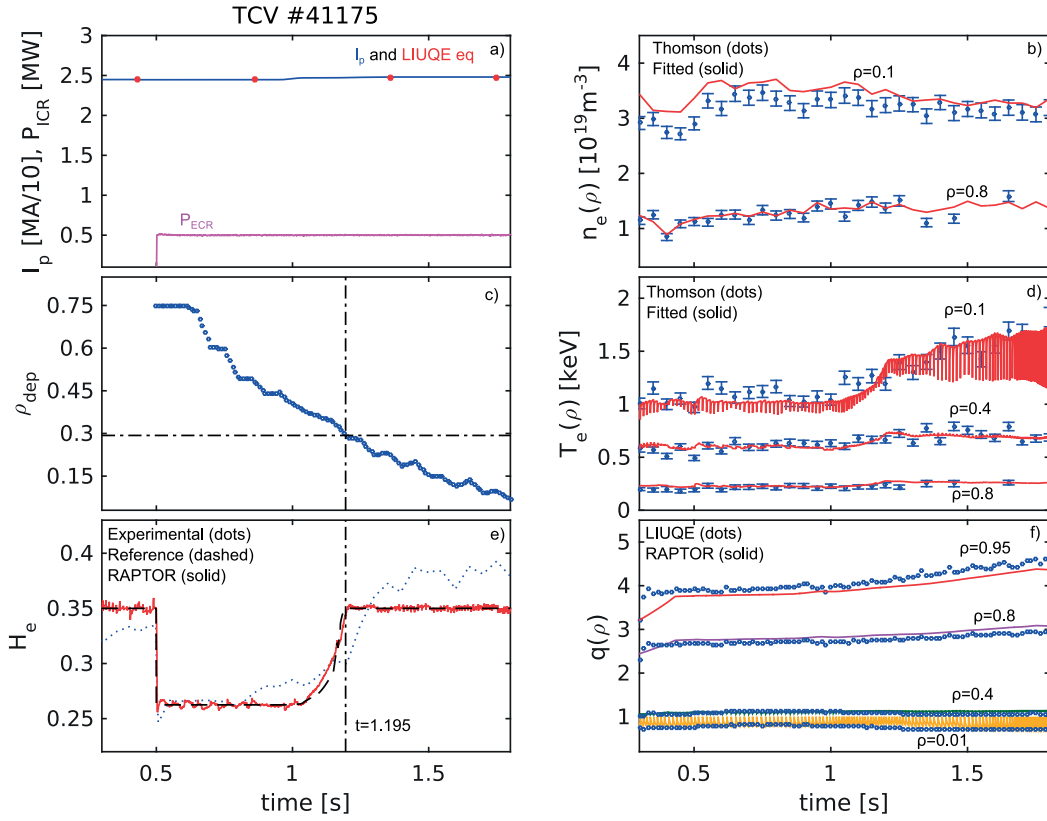 TCV #41175
a)
I_p and LIUQE eq
P_ECR
I_p [MA/10], P_ICR [MW]
3
2.5
2
1.5
1
0.5
b)
Thomson (dots)
Fitted (solid)
ρ=0.1
ρ=0.8
n_e(ρ) [10^19 m^-3]
4
3
2
1
c)
ρ_dep
0.75
0.6
0.45
0.3
0.15
0
d)
Thomson (dots)
Fitted (solid)
ρ=0.1
ρ=0.4
ρ=0.8
T_e(ρ) [keV]
2
1.5
1
0.5
0
e)
Experimental (dots)
Reference (dashed)
RAPTOR (solid)
t=1.195
H_e
0.4
0.35
0.3
0.25
0.5
1
1.5
time [s]
f)
LIUQE (dots)
RAPTOR (solid)
ρ=0.95
ρ=0.8
ρ=0.4
ρ=0.01
q(ρ)
5
4
3
2
1
0.5
1
1.5
time [s]